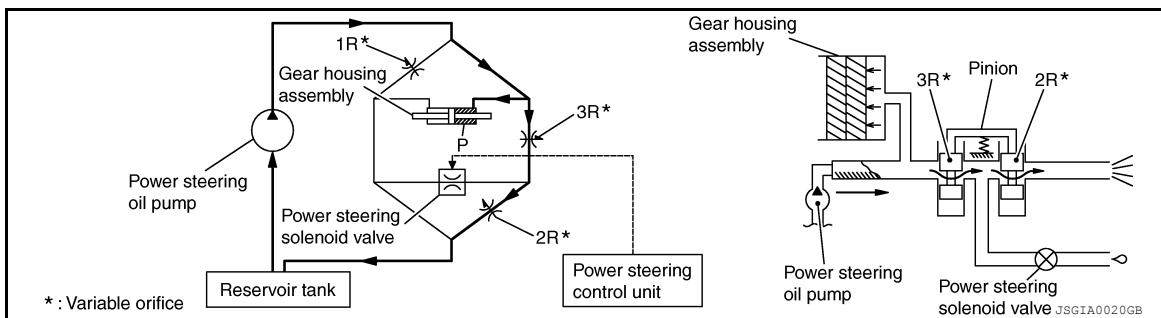 1R*
Gear housing
assembly
3R*
P
Power steering
oil pump
Power steering
solenoid valve
2R*
Reservoir tank
Power steering
control unit
* : Variable orifice
Gear housing
assembly
Pinion
3R*
2R*
Power steering
oil pump
Power steering
solenoid valve
JSGIA0020GB